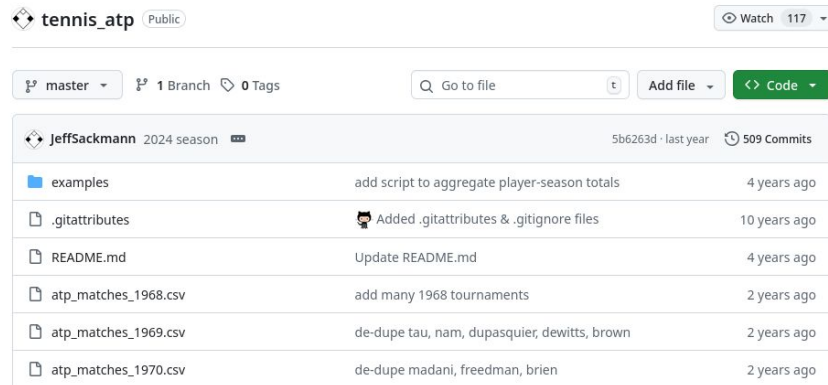 tennis_atp Public Watch 117
master 1 Branch 0 Tags Go to file t Add file Code
JeffSackmann 2024 season 5b6263d · last year 509 Commits
examples add script to aggregate player-season totals 4 years ago
.gitattributes Added .gitattributes & .gitignore files 10 years ago
README.md Update README.md 4 years ago
atp_matches_1968.csv add many 1968 tournaments 2 years ago
atp_matches_1969.csv de-dupe tau, nam, dupasquier, dewitts, brown 2 years ago
atp_matches_1970.csv de-dupe madani, freedman, brien 2 years ago